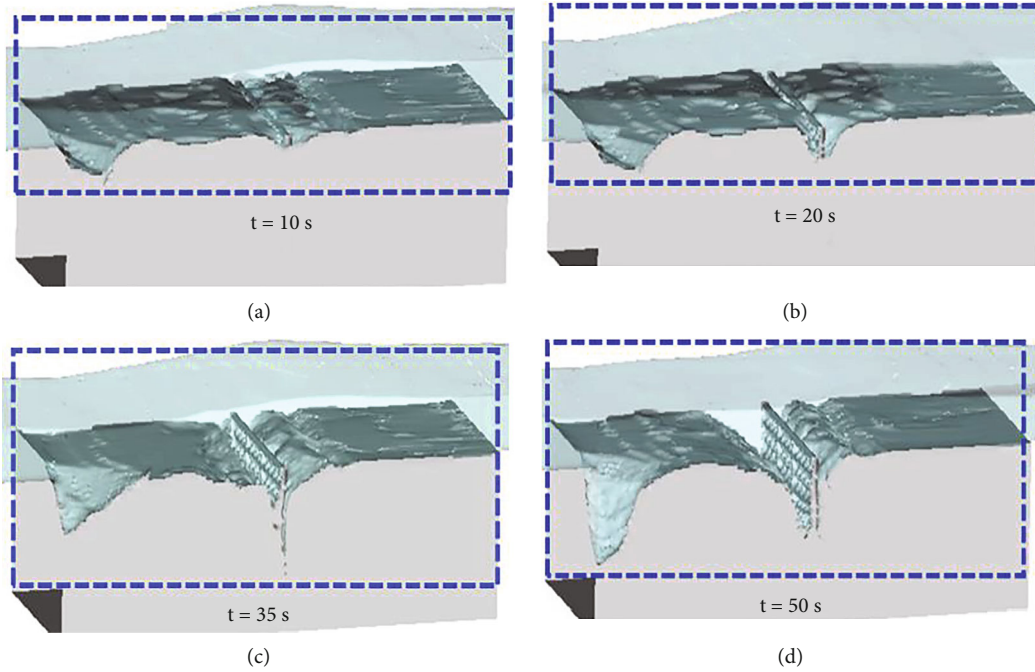 t = 10 s
t = 20 s
(a)
(b)
t = 35 s
t = 50 s
(c)
(d)